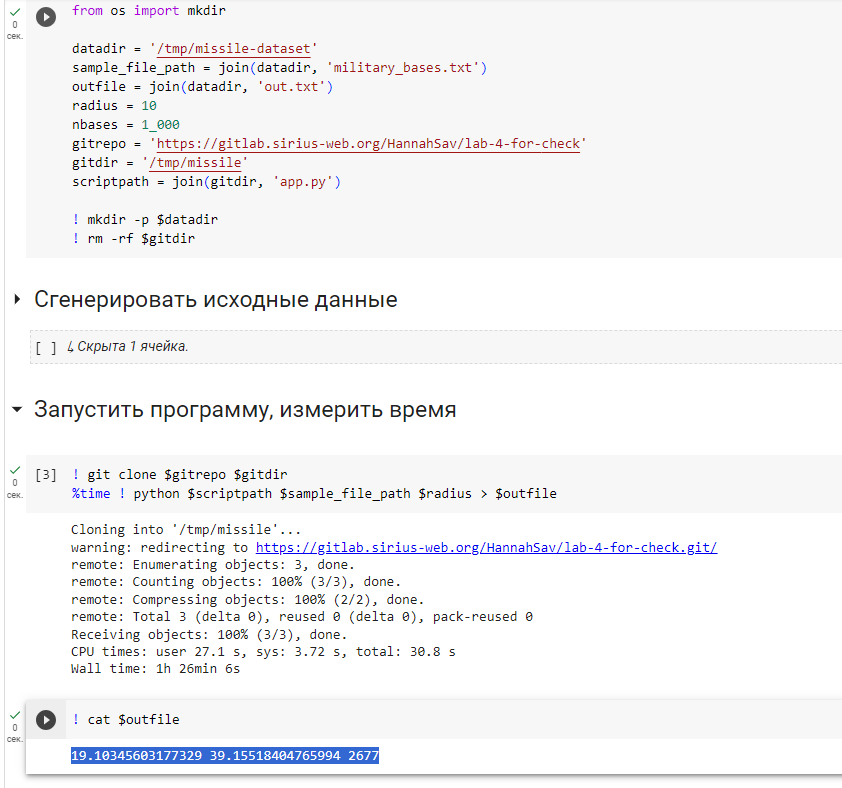 from os import mkdir
0
сек.
datadir = '/tmp/missile-dataset'
sample_file_path = join(datadir, 'military_bases.txt')
outfile = join(datadir, 'out.txt')
radius = 10
nbases = 1_000
gitrepo = 'https://gitlab.sirius-web.org/HannahSav/lab-4-for-check'
gitdir = '/tmp/missile'
scriptpath = join(gitdir, 'app.py')
! mkdir -p $datadir
! rm -rf $gitdir
Сгенерировать исходные данные
[ ] ↳ Скрыта 1 ячейка.
Запустить программу, измерить время
0
сек.
[3] ! git clone $gitrepo $gitdir
%time ! python $scriptpath $sample_file_path $radius > $outfile
Cloning into '/tmp/missile'...
warning: redirecting to https://gitlab.sirius-web.org/HannahSav/lab-4-for-check.git/
remote: Enumerating objects: 3, done.
remote: Counting objects: 100% (3/3), done.
remote: Compressing objects: 100% (2/2), done.
remote: Total 3 (delta 0), reused 0 (delta 0), pack-reused 0
Receiving objects: 100% (3/3), done.
CPU times: user 27.1 s, sys: 3.72 s, total: 30.8 s
Wall time: 1h 26min 6s
0
сек.
! cat $outfile
19.10345603177329 39.15518404765994 2677